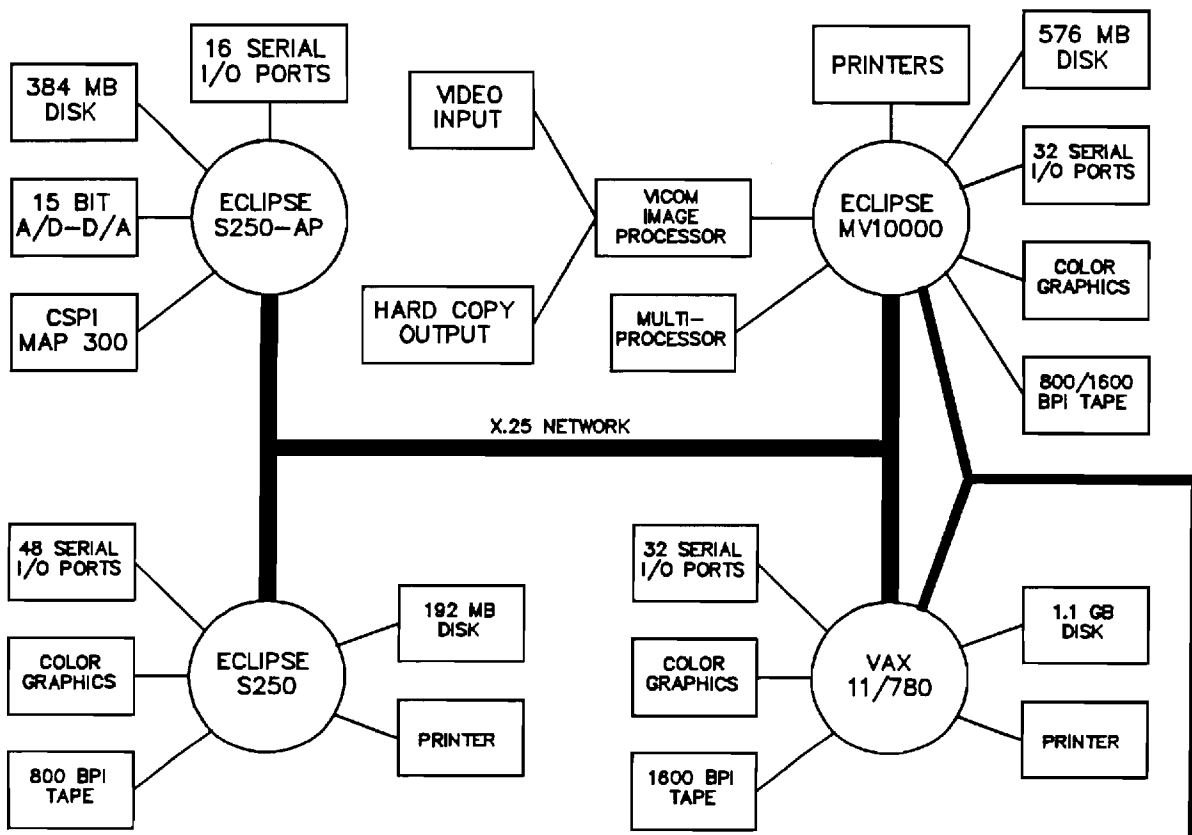 16 SERIAL
I/O PORTS
384 MB
DISK
15 BIT
A/D-D/A
CSPI
MAP 300
ECLIPSE
S250-AP
VIDEO
INPUT
HARD COPY
OUTPUT
VICOM
IMAGE
PROCESSOR
MULTI-
PROCESSOR
PRINTERS
ECLIPSE
MV10000
576 MB
DISK
32 SERIAL
I/O PORTS
COLOR
GRAPHICS
800/1600
BPI TAPE
X.25 NETWORK
48 SERIAL
I/O PORTS
COLOR
GRAPHICS
800 BPI
TAPE
ECLIPSE
S250
192 MB
DISK
PRINTER
32 SERIAL
I/O PORTS
COLOR
GRAPHICS
1600 BPI
TAPE
VAX
11/780
1.1 GB
DISK
PRINTER